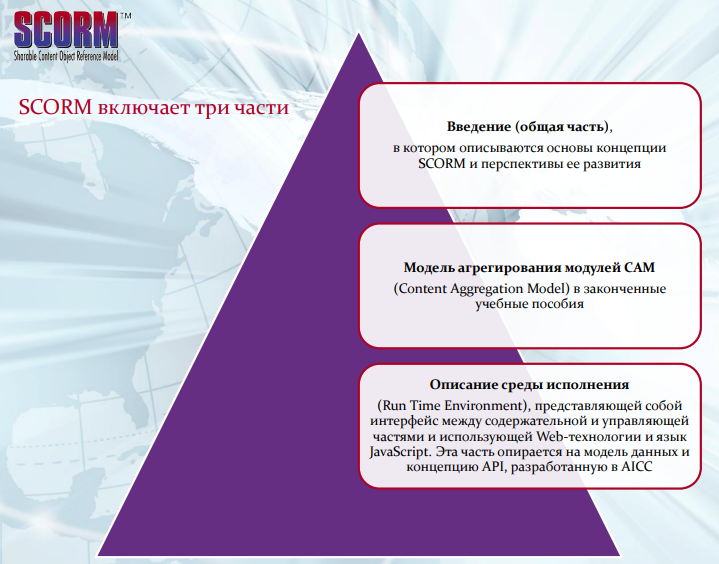 SCORM™
Sharable Content Object Reference Model
SCORM включает три части
Введение (общая часть),
в котором описываются основы концепции
SCORM и перспективы ее развития
Модель агрегирования модулей CAM
(Content Aggregation Model) в законченные
учебные пособия
Описание среды исполнения
(Run Time Environment), представляющей собой
интерфейс между содержательной и управляющей
частями и использующей Web-технологии и язык
JavaScript. Эта часть опирается на модель данных и
концепцию API, разработанную в AICC